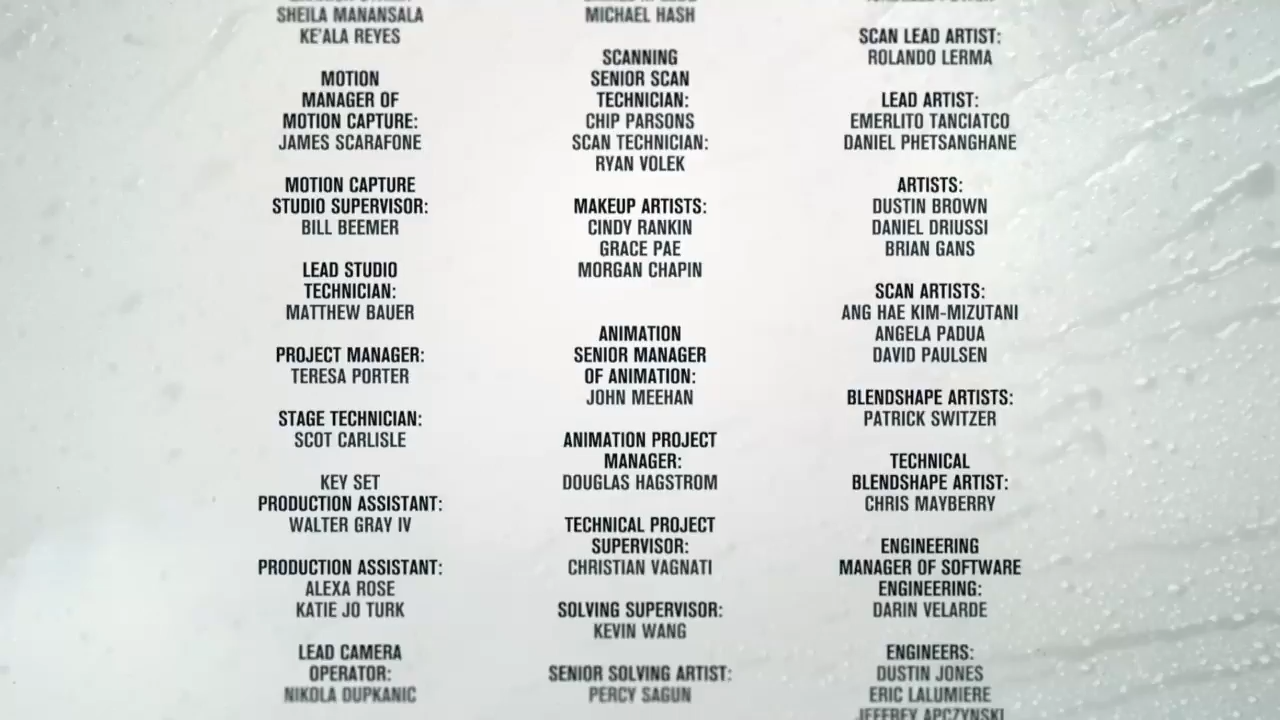 SHEILA MANANSALA
KE'ALA REYES
MOTION
MANAGER OF
MOTION CAPTURE:
JAMES SCARAFONE
MOTION CAPTURE
STUDIO SUPERVISOR:
BILL BEEMER
LEAD STUDIO
TECHNICIAN:
MATTHEW BAUER
PROJECT MANAGER:
TERESA PORTER
STAGE TECHNICIAN:
SCOT CARLISLE
KEY SET
PRODUCTION ASSISTANT:
WALTER GRAY IV
PRODUCTION ASSISTANT:
ALEXA ROSE
KATIE JO TURK
LEAD CAMERA
OPERATOR:
NIKOLA DUPKANIC
MICHAEL HASH
SCANNING
SENIOR SCAN
TECHNICIAN:
CHIP PARSONS
SCAN TECHNICIAN:
RYAN VOLEK
MAKEUP ARTISTS:
CINDY RANKIN
GRACE PAE
MORGAN CHAPIN
ANIMATION
SENIOR MANAGER
OF ANIMATION:
JOHN MEEHAN
ANIMATION PROJECT
MANAGER:
DOUGLAS HAGSTROM
TECHNICAL PROJECT
SUPERVISOR:
CHRISTIAN VAGNATI
SOLVING SUPERVISOR:
KEVIN WANG
SENIOR SOLVING ARTIST:
PERCY SAGUN
SCAN LEAD ARTIST:
ROLANDO LERMA
LEAD ARTIST:
EMERLITO TANCIATCO
DANIEL PHETSANGHANE
ARTISTS:
DUSTIN BROWN
DANIEL DRIUSSI
BRIAN GANS
SCAN ARTISTS:
ANG HAE KIM-MIZUTANI
ANGELA PADUA
DAVID PAULSEN
BLENDSHAPE ARTISTS:
PATRICK SWITZER
TECHNICAL
BLENDSHAPE ARTIST:
CHRIS MAYBERRY
ENGINEERING
MANAGER OF SOFTWARE
ENGINEERING:
DARIN VELARDE
ENGINEERS:
DUSTIN JONES
ERIC LALUMIERE
JEFFREY APCZYNSKI